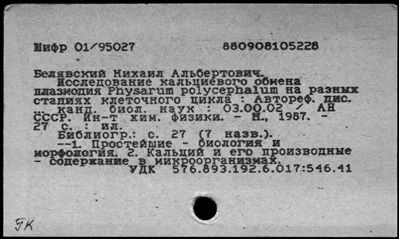 Шифр 01/95027 880908105228
Белявский Михаил Альбертович.
Исследование кальциевого обмена
плазмодия Physarum polycephalum на разных
стадиях клеточного цикла : Автореф. дис.
... канд. биол. наук : 03.00.02 / АН
СССР. Ин-т хим. физики. - М., 1987. -
27 с. : ил.
Библиогр.: с. 27 (7 назв.).
--1. Простейшие - биология и
морфология. 2. Кальций и его производные
- содержание в микроорганизмах.
УДК 576.893.192.6.017:546.41
ГК